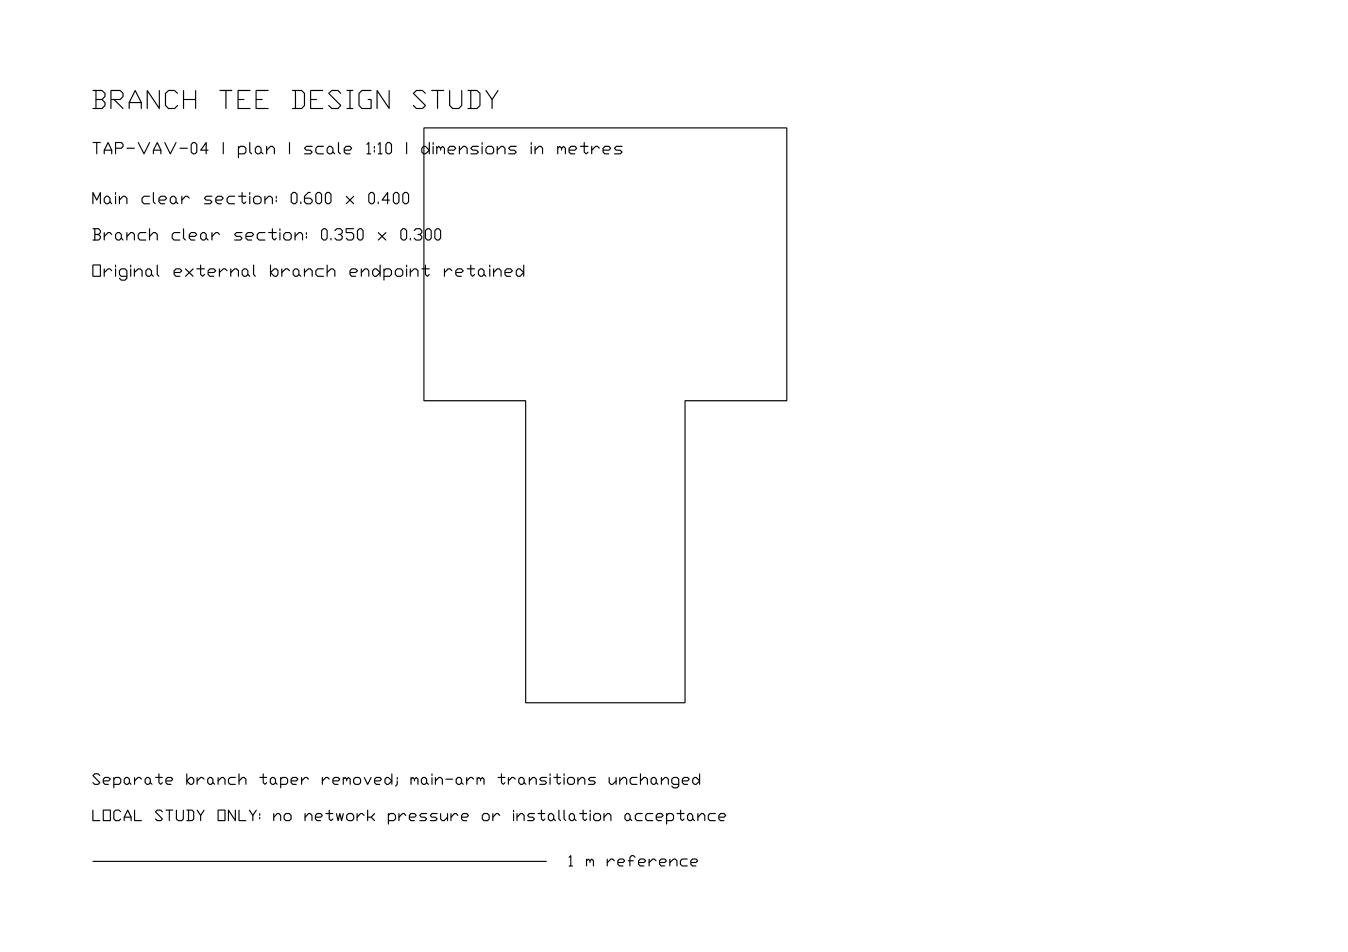 BRANCH TEE DESIGN STUDY
TAP-VAV-04 | plan | scale 1:10 | dimensions in metres
Main clear section: 0.600 x 0.400
Branch clear section: 0.350 x 0.300
Original external branch endpoint retained
Separate branch taper removed; main-arm transitions unchanged
LOCAL STUDY ONLY: no network pressure or installation acceptance
1 m reference